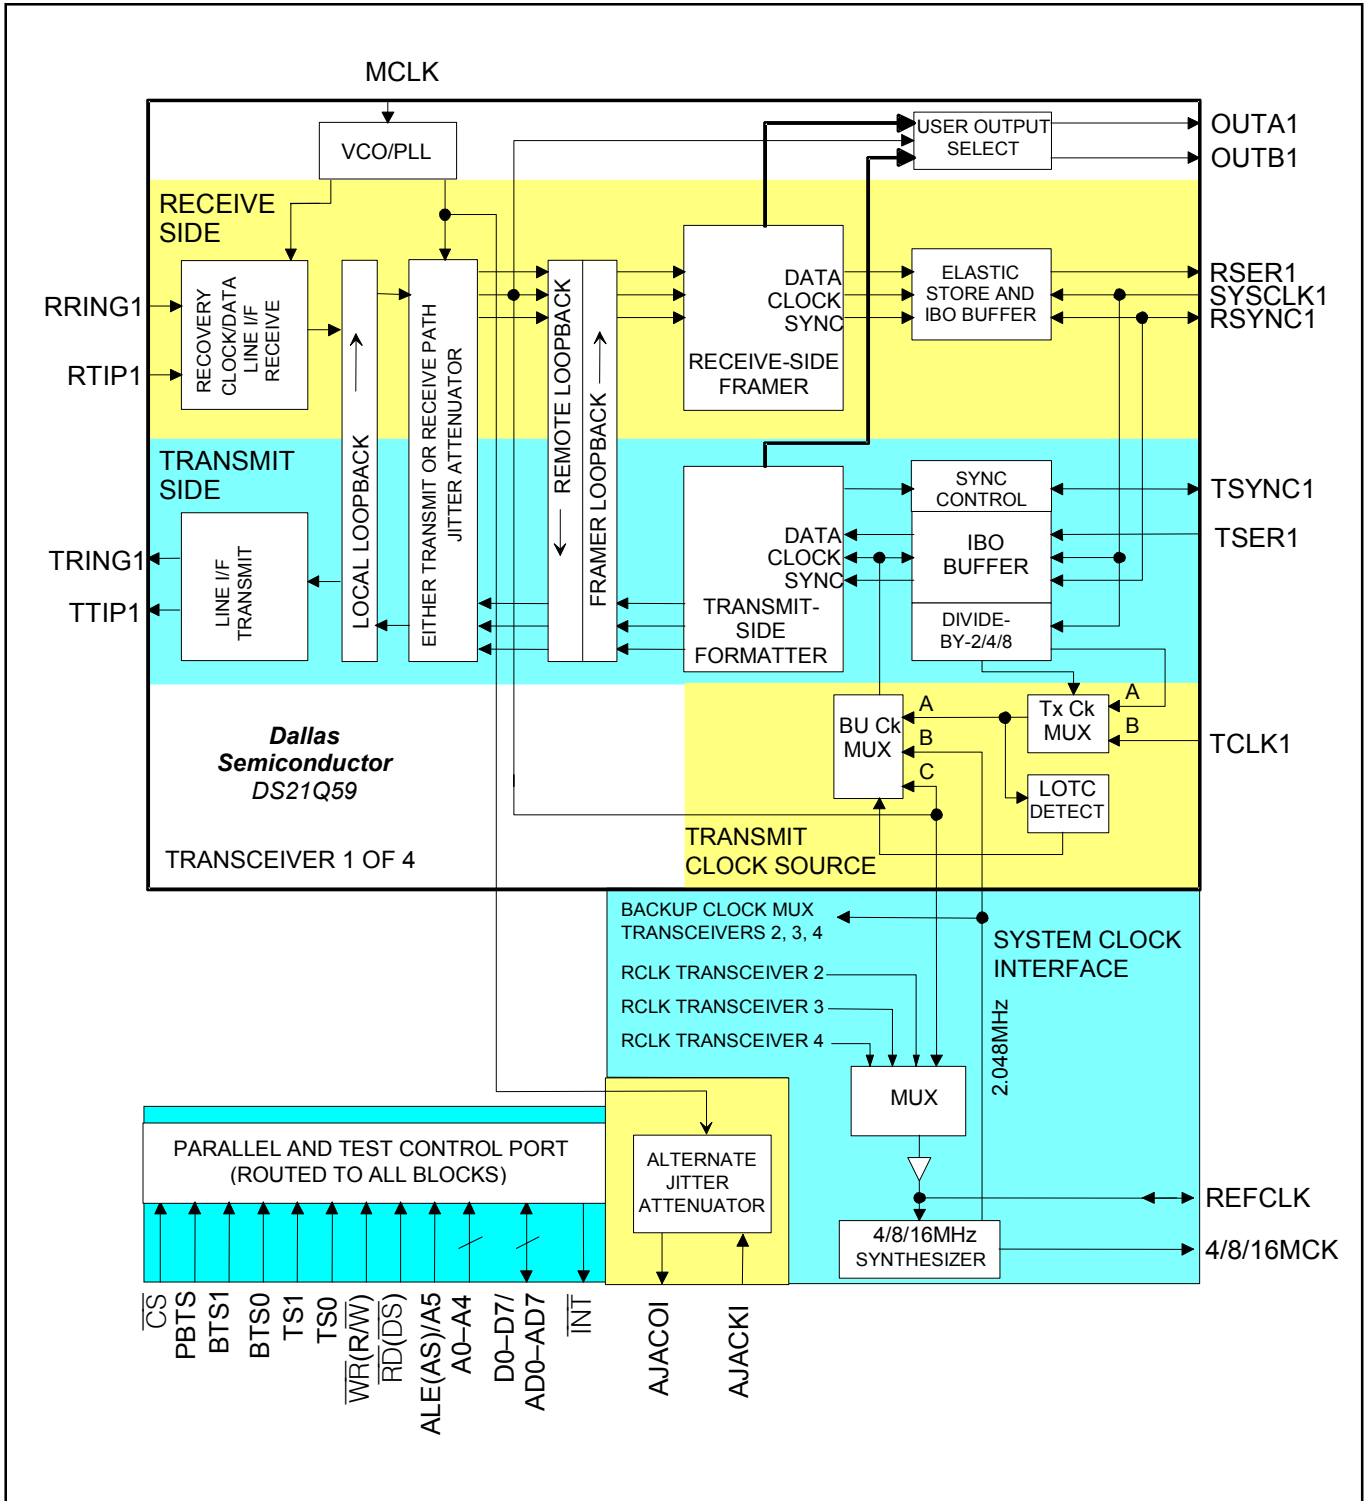 MCLK
VCO/PLL
USER OUTPUT
SELECT
OUTA1
OUTB1
RECEIVE
SIDE
RRING1
RTIP1
RECOVERY
CLOCK/DATA
LINE I/F
RECEIVE
LOCAL LOOPBACK
EITHER TRANSMIT OR RECEIVE PATH
JITTER ATTENUATOR
REMOTE LOOPBACK
FRAMER LOOPBACK
DATA
CLOCK
SYNC
RECEIVE-SIDE
FRAMER
ELASTIC
STORE AND
IBO BUFFER
RSER1
SYSCLK1
RSYNC1
TRANSMIT
SIDE
TRING1
TTIP1
LINE I/F
TRANSMIT
DATA
CLOCK
SYNC
TRANSMIT-
SIDE
FORMATTER
SYNC
CONTROL
IBO
BUFFER
DIVIDE-
BY-2/4/8
TSYNC1
TSER1
Dallas
Semiconductor
DS21Q59
TRANSCEIVER 1 OF 4
BU Ck
MUX
A
B
C
Tx Ck
MUX
A
B
TCLK1
LOTC
DETECT
TRANSMIT
CLOCK SOURCE
BACKUP CLOCK MUX
TRANSCEIVERS 2, 3, 4
SYSTEM CLOCK
INTERFACE
RCLK TRANSCEIVER 2
RCLK TRANSCEIVER 3
RCLK TRANSCEIVER 4
2.048MHz
MUX
PARALLEL AND TEST CONTROL PORT
(ROUTED TO ALL BLOCKS)
ALTERNATE
JITTER
ATTENUATOR
REFCLK
4/8/16MHz
SYNTHESIZER
4/8/16MCK
CS
PBTS
BTS1
BTS0
TS1
TS0
WR(R/W)
RD(DS)
ALE(AS)/A5
A0–A4
D0–D7/
AD0–AD7
INT
AJACOI
AJACKI